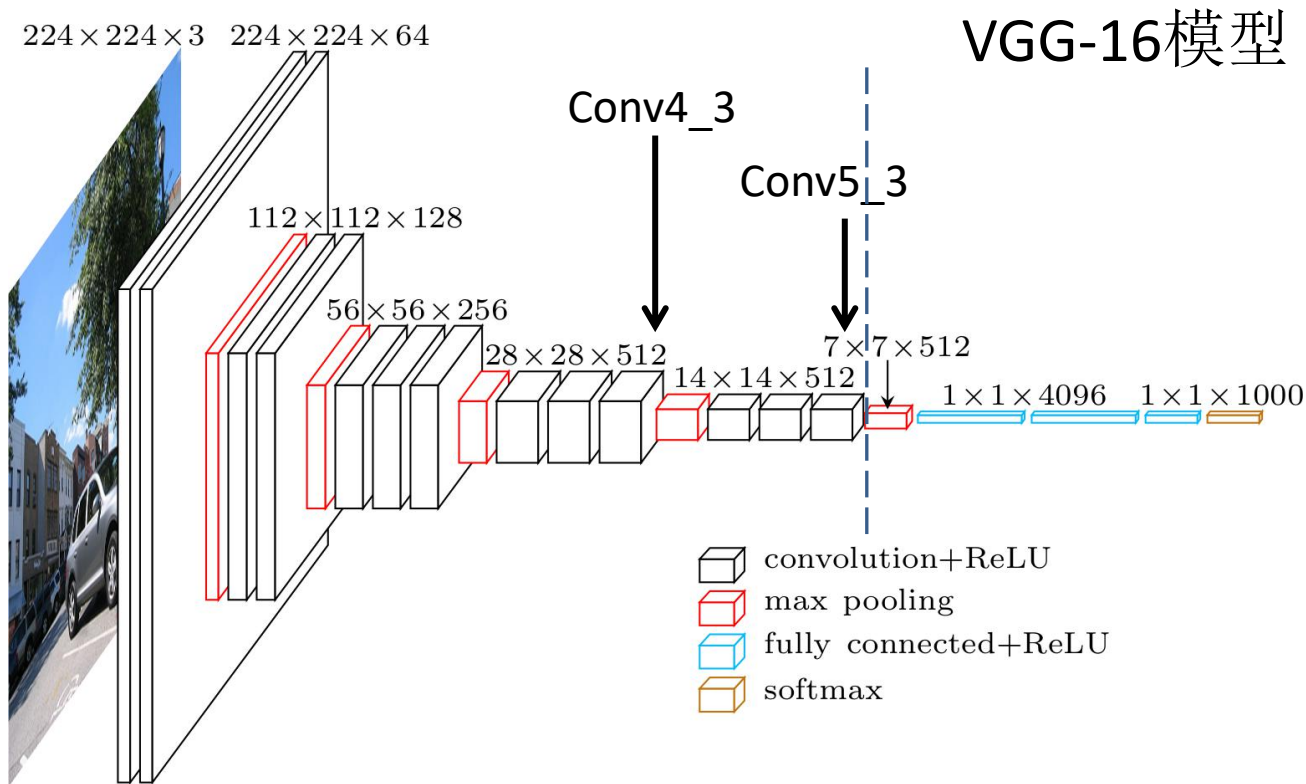 VGG-16模型
224×224×3
224×224×64
Conv4_3
Conv5_3
112×112×128
56×56×256
28×28×512
14×14×512
7×7×512
1×1×4096
1×1×1000
convolution+ReLU
max pooling
fully connected+ReLU
softmax